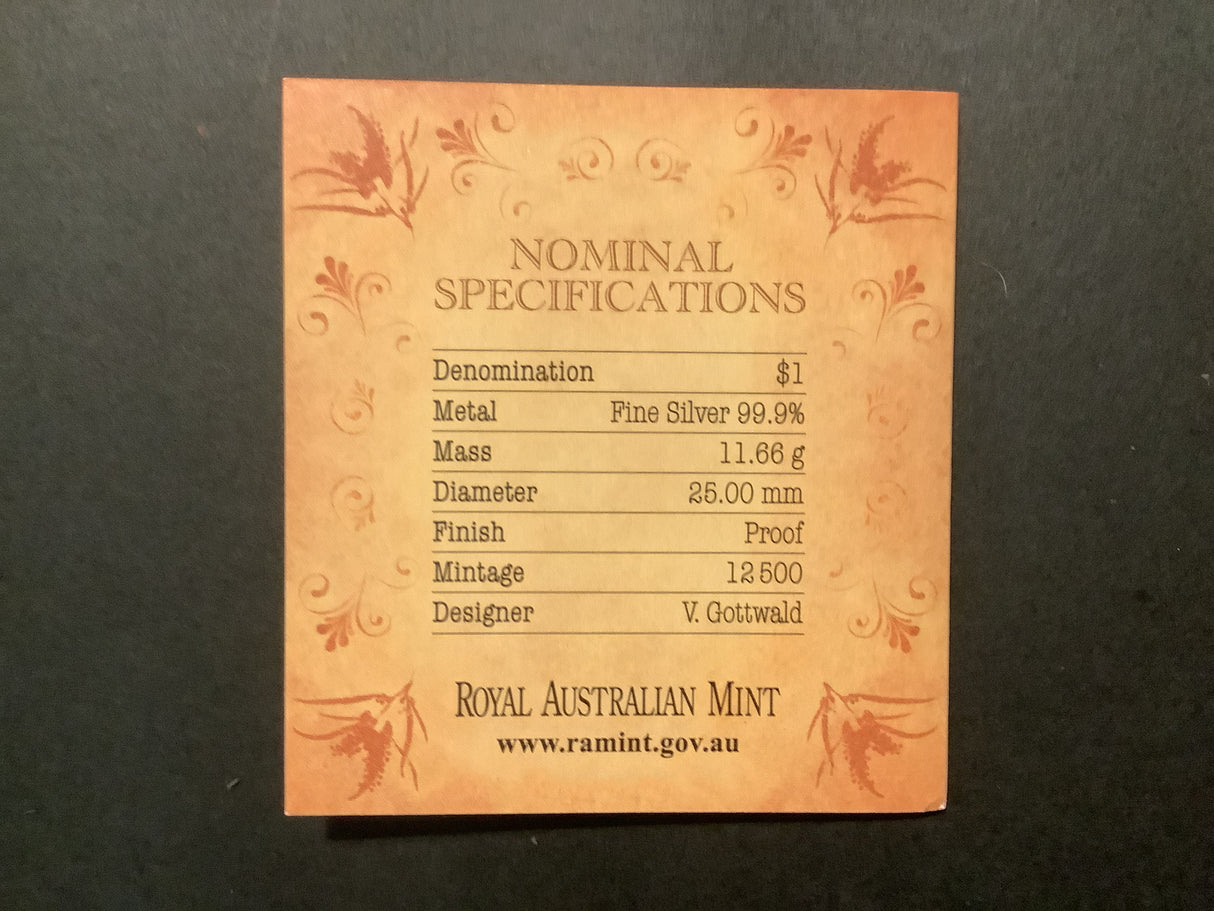 NOMINAL
SPECIFICATIONS
Denomination $1
Metal Fine Silver 99.9%
Mass 11.66 g
Diameter 25.00 mm
Finish Proof
Mintage 12 500
Designer V. Gottwald
ROYAL AUSTRALIAN MINT
www.ramint.gov.au